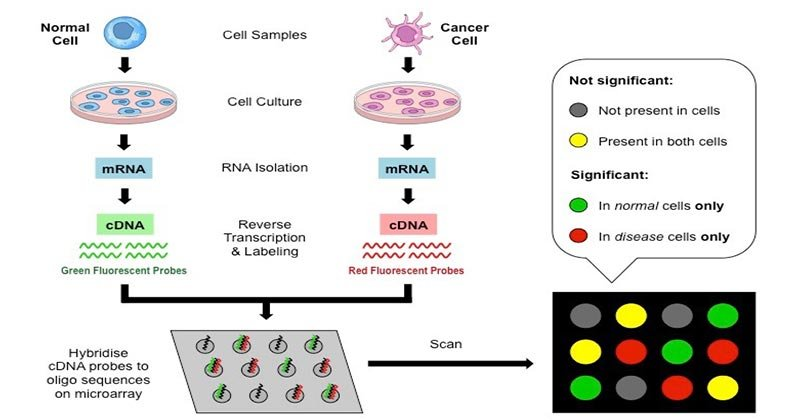 Normal
Cell
Cell Samples
Cancer
Cell
Cell Culture
mRNA
RNA Isolation
mRNA
cDNA
Reverse
Transcription
& Labeling
cDNA
Green Fluorescent Probes
Red Fluorescent Probes
Hybridise
cDNA probes to
oligo sequences
on microarray
Scan
Not significant:
Not present in cells
Present in both cells
Significant:
In normal cells only
In disease cells only